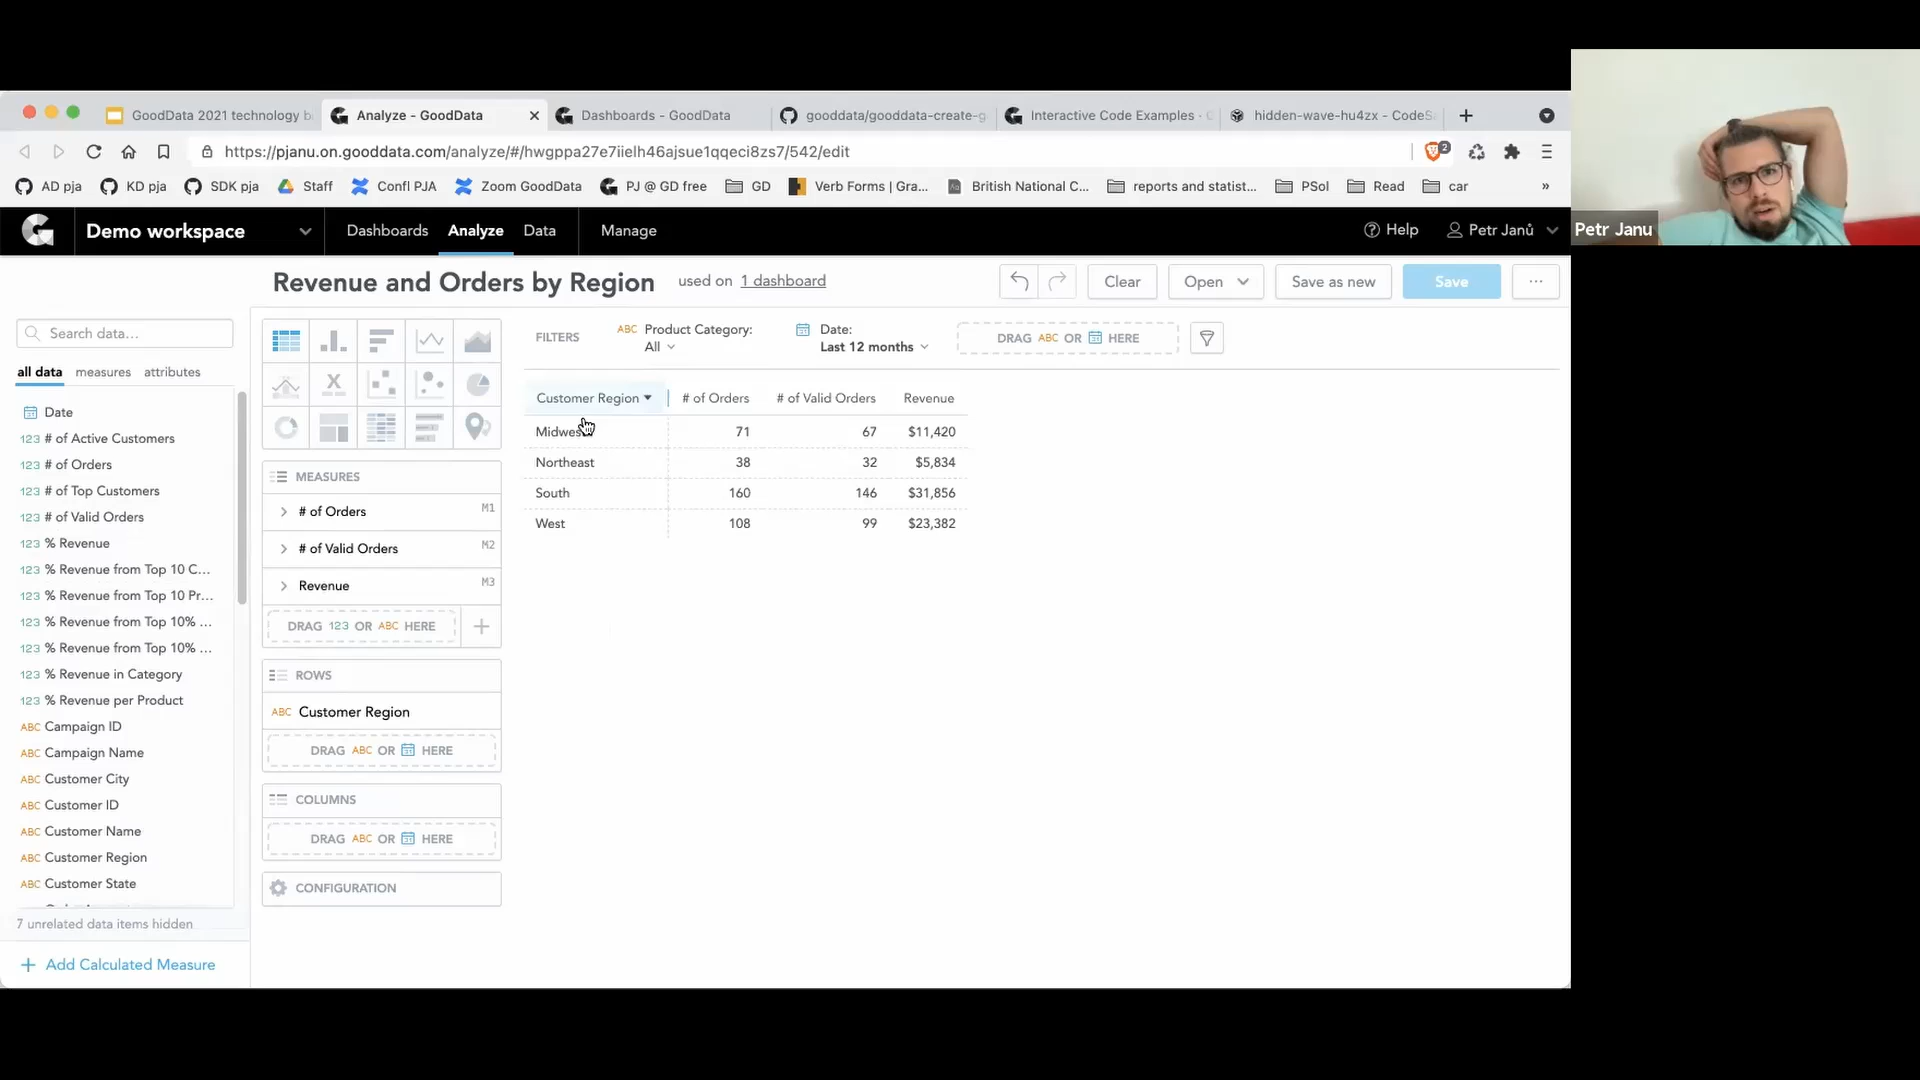 GoodData 2021 technology b
Analyze - GoodData
Dashboards - GoodData
gooddata/gooddata-create-g
Interactive Code Examples -
hidden-wave-hu4zx - CodeSa
https://pjanu.on.gooddata.com/analyze/#/hwgppa27e7iielh46ajsue1qqeci8zs7/542/edit
2
AD pja
KD pja
SDK pja
Staff
Confl PJA
Zoom GoodData
PJ @ GD free
GD
Verb Forms | Gra...
British National C...
reports and statist...
PSol
Read
car
»
Demo workspace
Dashboards
Analyze
Data
Manage
Help
Petr Janů
Petr Janu
Revenue and Orders by Region
used on 1 dashboard
Clear
Open
Save as new
Save
...
Search data...
all data
measures
attributes
Date
123 # of Active Customers
123 # of Orders
123 # of Top Customers
123 # of Valid Orders
123 % Revenue
123 % Revenue from Top 10 C...
123 % Revenue from Top 10 Pr...
123 % Revenue from Top 10% ...
123 % Revenue from Top 10% ...
123 % Revenue in Category
123 % Revenue per Product
ABC Campaign ID
ABC Campaign Name
ABC Customer City
ABC Customer ID
ABC Customer Name
ABC Customer Region
ABC Customer State
7 unrelated data items hidden
+ Add Calculated Measure
MEASURES
# of Orders M1
# of Valid Orders M2
Revenue M3
DRAG 123 OR ABC HERE
ROWS
ABC Customer Region
DRAG ABC OR HERE
COLUMNS
DRAG ABC OR HERE
CONFIGURATION
FILTERS
ABC Product Category:
All
Date:
Last 12 months
DRAG ABC OR HERE
Customer Region # of Orders # of Valid Orders Revenue
Midwest 71 67 $11,420
Northeast 38 32 $5,834
South 160 146 $31,856
West 108 99 $23,382